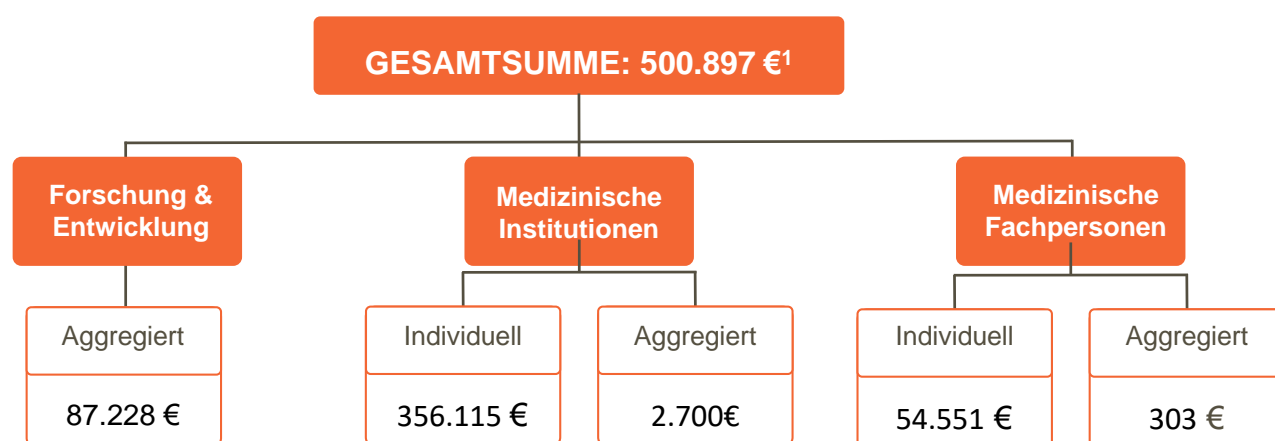 GESAMTSUMME: 500.897 €¹
Forschung &
Entwicklung
Medizinische
Institutionen
Medizinische
Fachpersonen
Aggregiert
Individuell
Aggregiert
Individuell
Aggregiert
87.228 €
356.115 €
2.700€
54.551 €
303 €